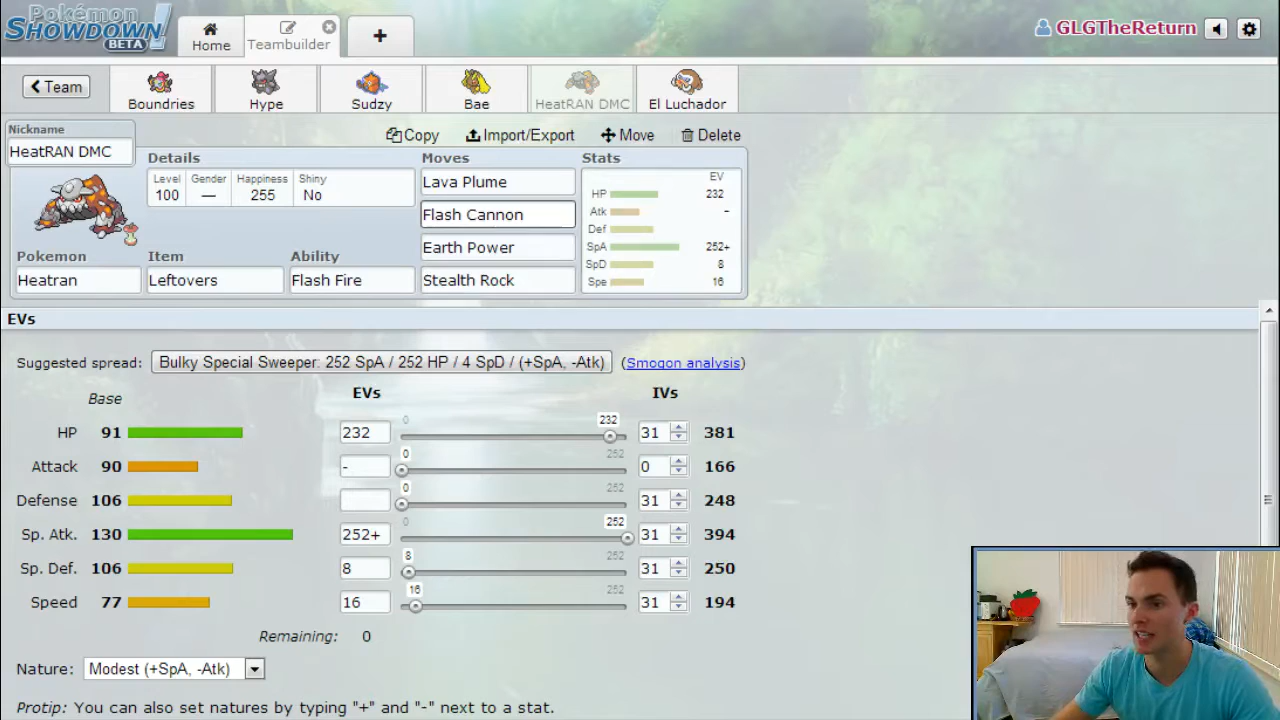 Pokémon
SHOWDOWN!
BETA
Home
Teambuilder
+
GLGTheReturn
Team
Boundries
Hype
Sudzy
Bae
HeatRAN DMC
El Luchador
Nickname
HeatRAN DMC
Copy
Import/Export
Move
Delete
Details
Level
100
Gender
—
Happiness
255
Shiny
No
Pokemon
Heatran
Item
Leftovers
Ability
Flash Fire
Moves
Lava Plume
Flash Cannon
Earth Power
Stealth Rock
Stats
EV
HP 232
Atk -
Def
SpA 252+
SpD 8
Spe 16
EVs
Suggested spread: Bulky Special Sweeper: 252 SpA / 252 HP / 4 SpD / (+SpA, -Atk) (Smogon analysis)
Base EVs IVs
HP 91 232 0 232 31 381
Attack 90 - 0 252 0 166
Defense 106 0 252 31 248
Sp. Atk. 130 252+ 0 252 31 394
Sp. Def. 106 8 8 252 31 250
Speed 77 16 16 252 31 194
Remaining: 0
Nature: Modest (+SpA, -Atk)
Protip: You can also set natures by typing "+" and "-" next to a stat.